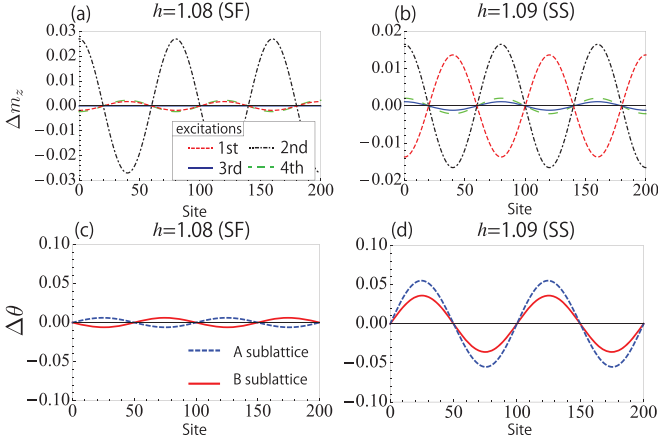 (a) h=1.08 (SF)
(b) h=1.09 (SS)
Δm_z
0.03
0.02
0.01
0.00
−0.01
−0.02
−0.03
0 50 100 150 200
Site
excitations
1st 2nd
3rd 4th
0.02
0.01
0.00
−0.01
−0.02
0 50 100 150 200
Site
(c) h=1.08 (SF)
(d) h=1.09 (SS)
Δθ
0.10
0.05
0.00
−0.05
−0.10
0 50 100 150 200
Site
A sublattice
B sublattice
0.10
0.05
0.00
−0.05
−0.10
0 50 100 150 200
Site